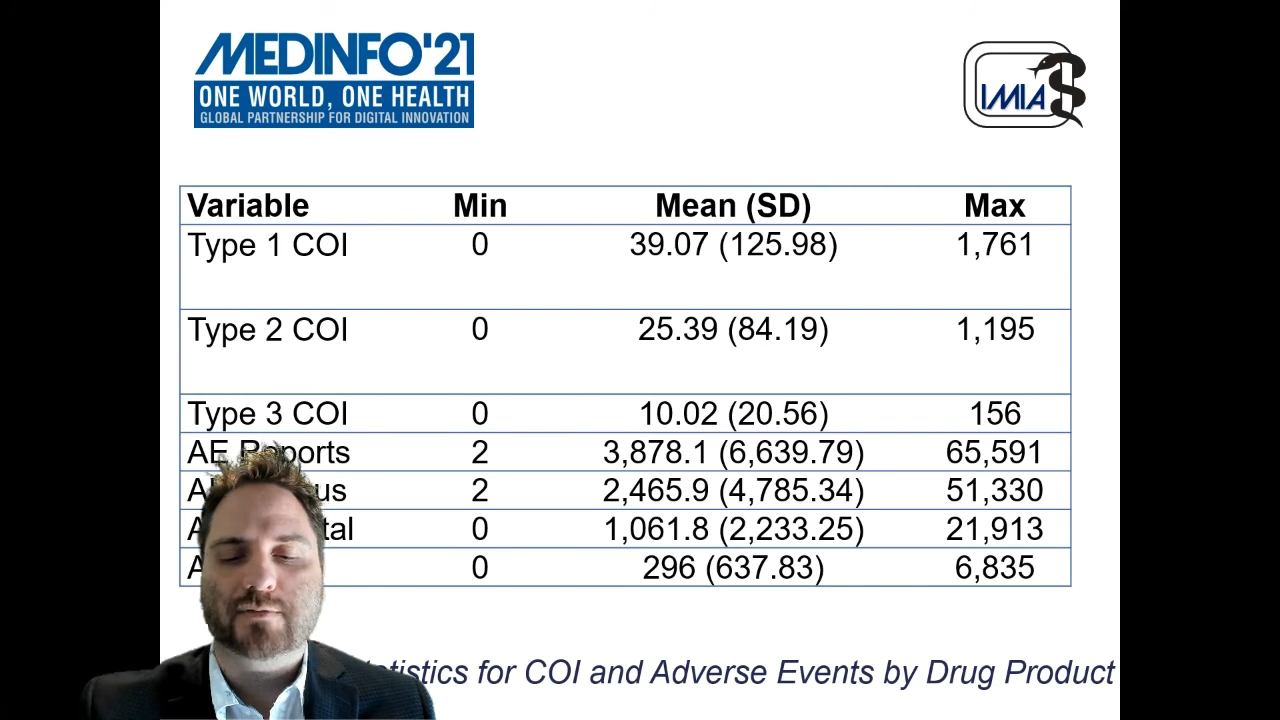 MEDINFO'21
ONE WORLD, ONE HEALTH
GLOBAL PARTNERSHIP FOR DIGITAL INNOVATION
IMIA
Variable Min Mean (SD) Max
Type 1 COI 0 39.07 (125.98) 1,761
Type 2 COI 0 25.39 (84.19) 1,195
Type 3 COI 0 10.02 (20.56) 156
AE Reports 2 3,878.1 (6,639.79) 65,591
2 2,465.9 (4,785.34) 51,330
0 1,061.8 (2,233.25) 21,913
0 296 (637.83) 6,835
for COI and Adverse Events by Drug Product